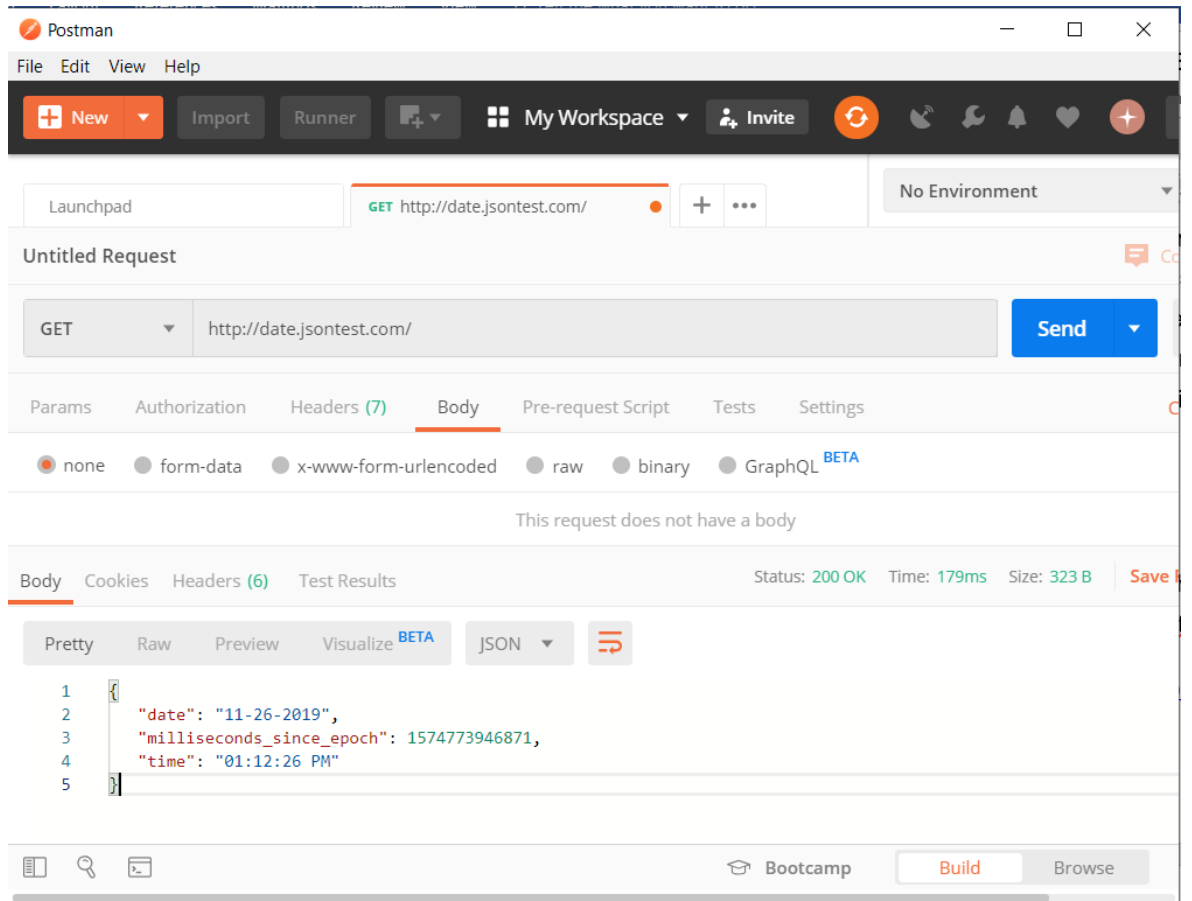 Postman
File Edit View Help
New Import Runner My Workspace Invite
No Environment
Launchpad GET http://date.jsontest.com/
Untitled Request
GET http://date.jsontest.com/ Send
Params Authorization Headers (7) Body Pre-request Script Tests Settings
none form-data x-www-form-urlencoded raw binary GraphQL BETA
This request does not have a body
Body Cookies Headers (6) Test Results Status: 200 OK Time: 179ms Size: 323 B Save
Pretty Raw Preview Visualize BETA JSON
1 {
2 "date": "11-26-2019",
3 "milliseconds_since_epoch": 1574773946871,
4 "time": "01:12:26 PM"
5 }
Bootcamp Build Browse